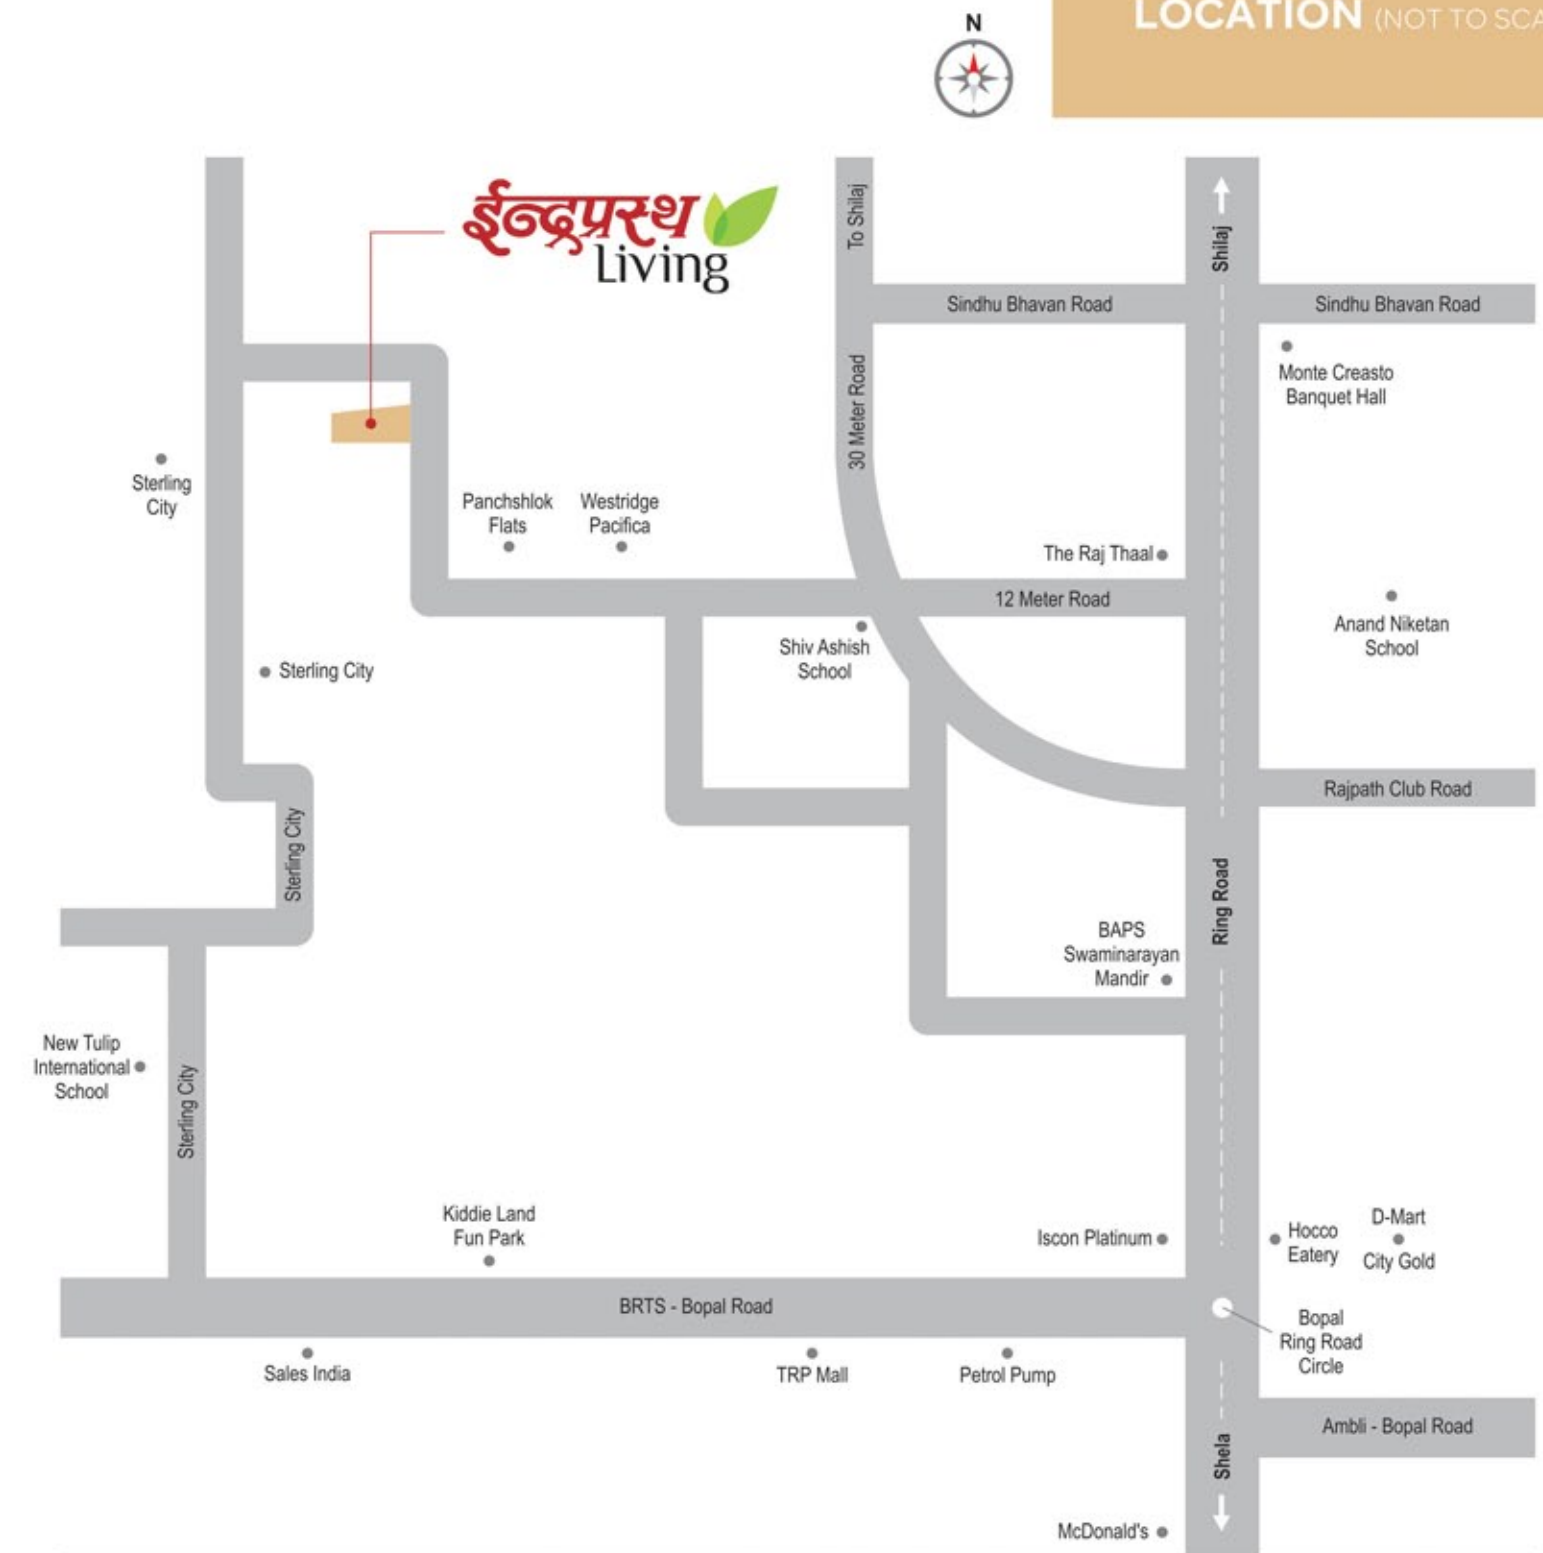 N
LOCATION (NOT TO SCA
ईन्द्रप्रस्थ
Living
To Shilaj
Shilaj
Sindhu Bhavan Road
Sindhu Bhavan Road
Monte Creasto
Banquet Hall
30 Meter Road
Sterling
City
Panchshlok
Flats
Westridge
Pacifica
The Raj Thaal
12 Meter Road
Anand Niketan
School
Shiv Ashish
School
Sterling City
Rajpath Club Road
Sterling City
Ring Road
BAPS
Swaminarayan
Mandir
New Tulip
International
School
Sterling City
Kiddie Land
Fun Park
Iscon Platinum
Hocco
Eatery
D-Mart
City Gold
BRTS - Bopal Road
Bopal
Ring Road
Circle
Sales India
TRP Mall
Petrol Pump
Ambli - Bopal Road
Shela
McDonald's